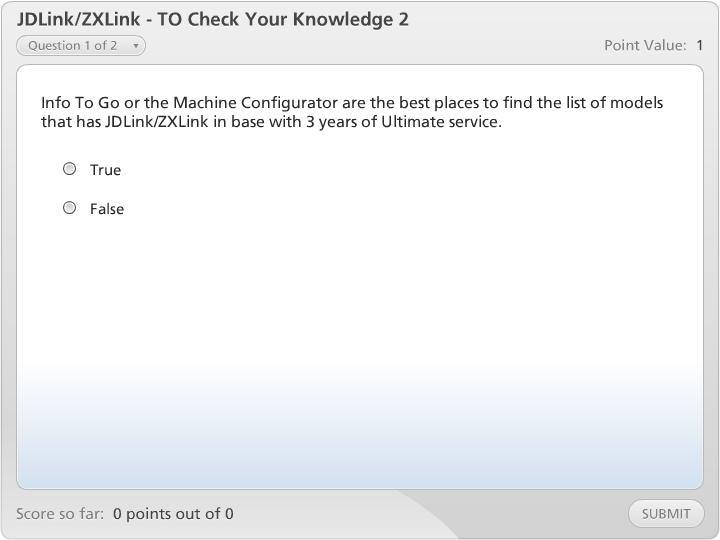 JDLink/ZXLink - TO Check Your Knowledge 2
Question 1 of 2
Point Value: 1
Info To Go or the Machine Configurator are the best places to find the list of models
that has JDLink/ZXLink in base with 3 years of Ultimate service.
True
False
Score so far: 0 points out of 0
SUBMIT